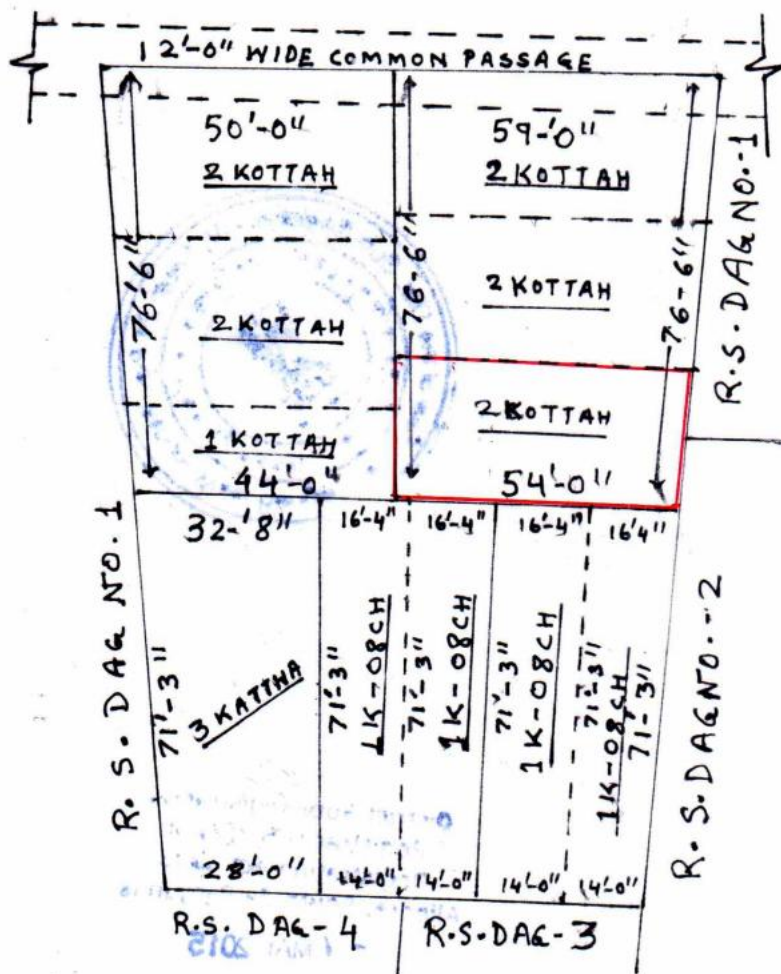 12'-0" WIDE COMMON PASSAGE
50'-0"
59'-0"
2 KOTTAH
2 KOTTAH
R.S. DAG NO.-1
76'-6"
76'-6"
76-6"
2 KOTTAH
2 KOTTAH
2 KOTTAH
1 KOTTAH
44'-0"
54'-0"
32-'8"
16'-4"
16'-4"
16'-4"
16'4"
R.S. DAG NO. 1
71'-3"
3 KATTHA
71'-3"
1K-08CH
71'-3"
1K-08CH
71'-3"
1K-08CH
71'-3"
1K-08CH
71'-3"
R.S. DAG NO.-2
28'-0"
14'-0"
14'-0"
14'-0"
14'-0"
R.S. DAG-4
R.S. DAG-3